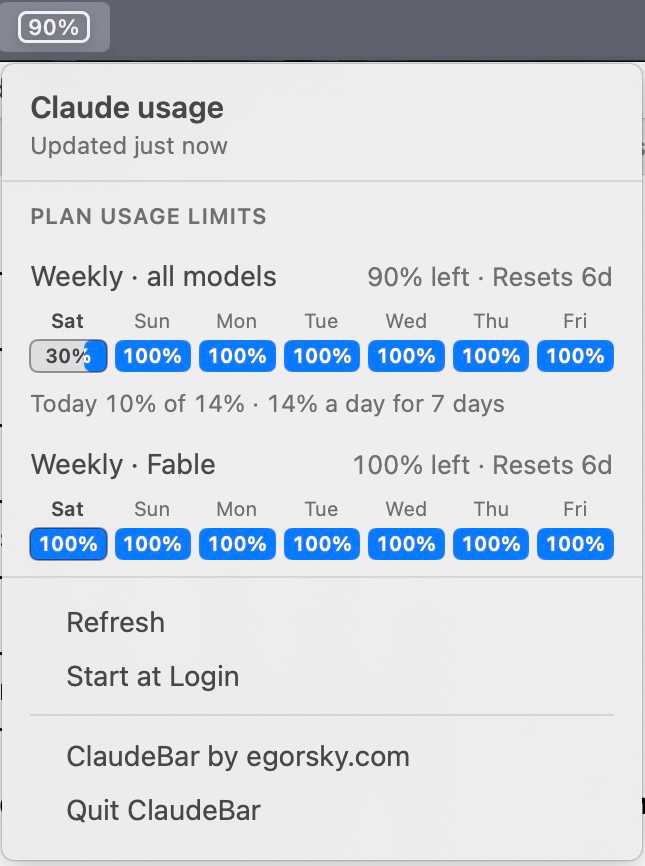 90%
Claude usage
Updated just now
PLAN USAGE LIMITS
Weekly · all models 90% left · Resets 6d
Sat Sun Mon Tue Wed Thu Fri
30% 100% 100% 100% 100% 100% 100%
Today 10% of 14% · 14% a day for 7 days
Weekly · Fable 100% left · Resets 6d
Sat Sun Mon Tue Wed Thu Fri
100% 100% 100% 100% 100% 100% 100%
Refresh
Start at Login
ClaudeBar by egorsky.com
Quit ClaudeBar